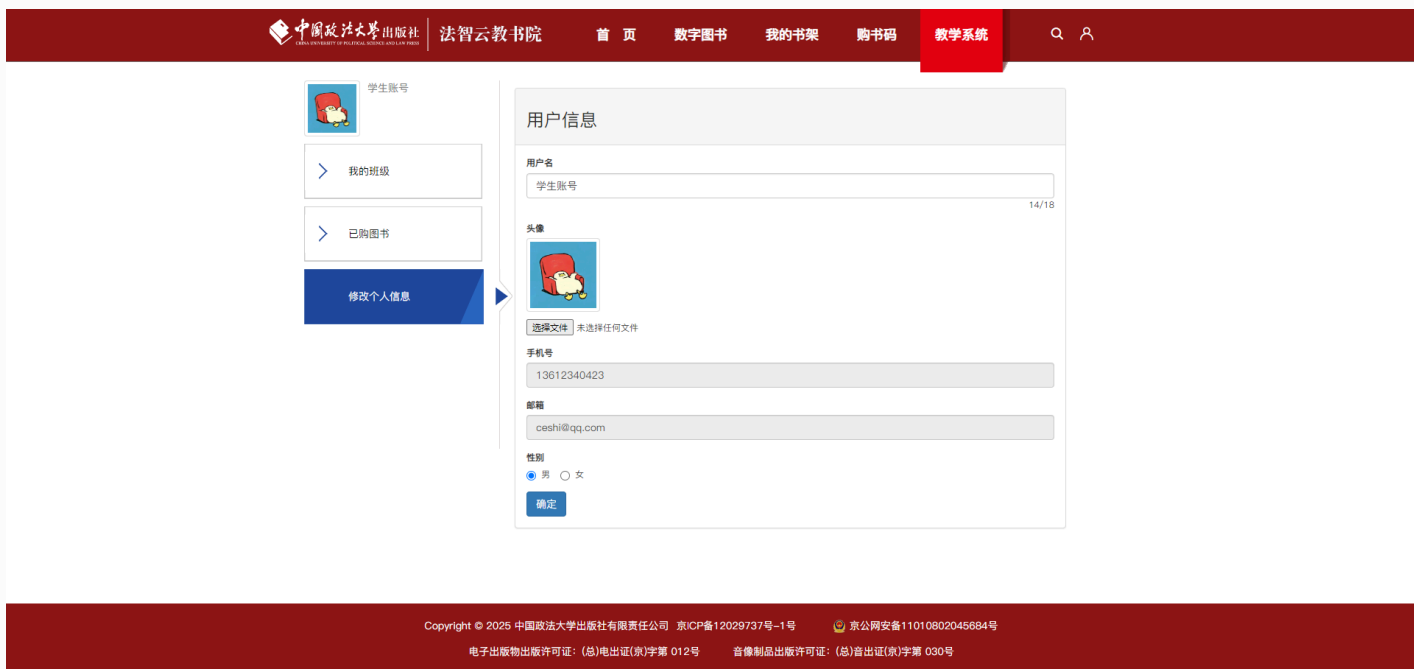 中国政法大学出版社 法智云教书院 首 页 数字图书 我的书架 购书码 教学系统
CHINA UNIVERSITY OF POLITICAL SCIENCE AND LAW PRESS
学生账号
我的班级
已购图书
修改个人信息
用户信息
用户名
学生账号
14/18
头像
选择文件 未选择任何文件
手机号
13612340423
邮箱
ceshi@qq.com
性别
男 女
确定
Copyright © 2025 中国政法大学出版社有限责任公司 京ICP备12029737号-1号 京公网安备11010802045684号
电子出版物出版许可证：(总)电出证(京)字第 012号 音像制品出版许可证：(总)音出证(京)字第 030号